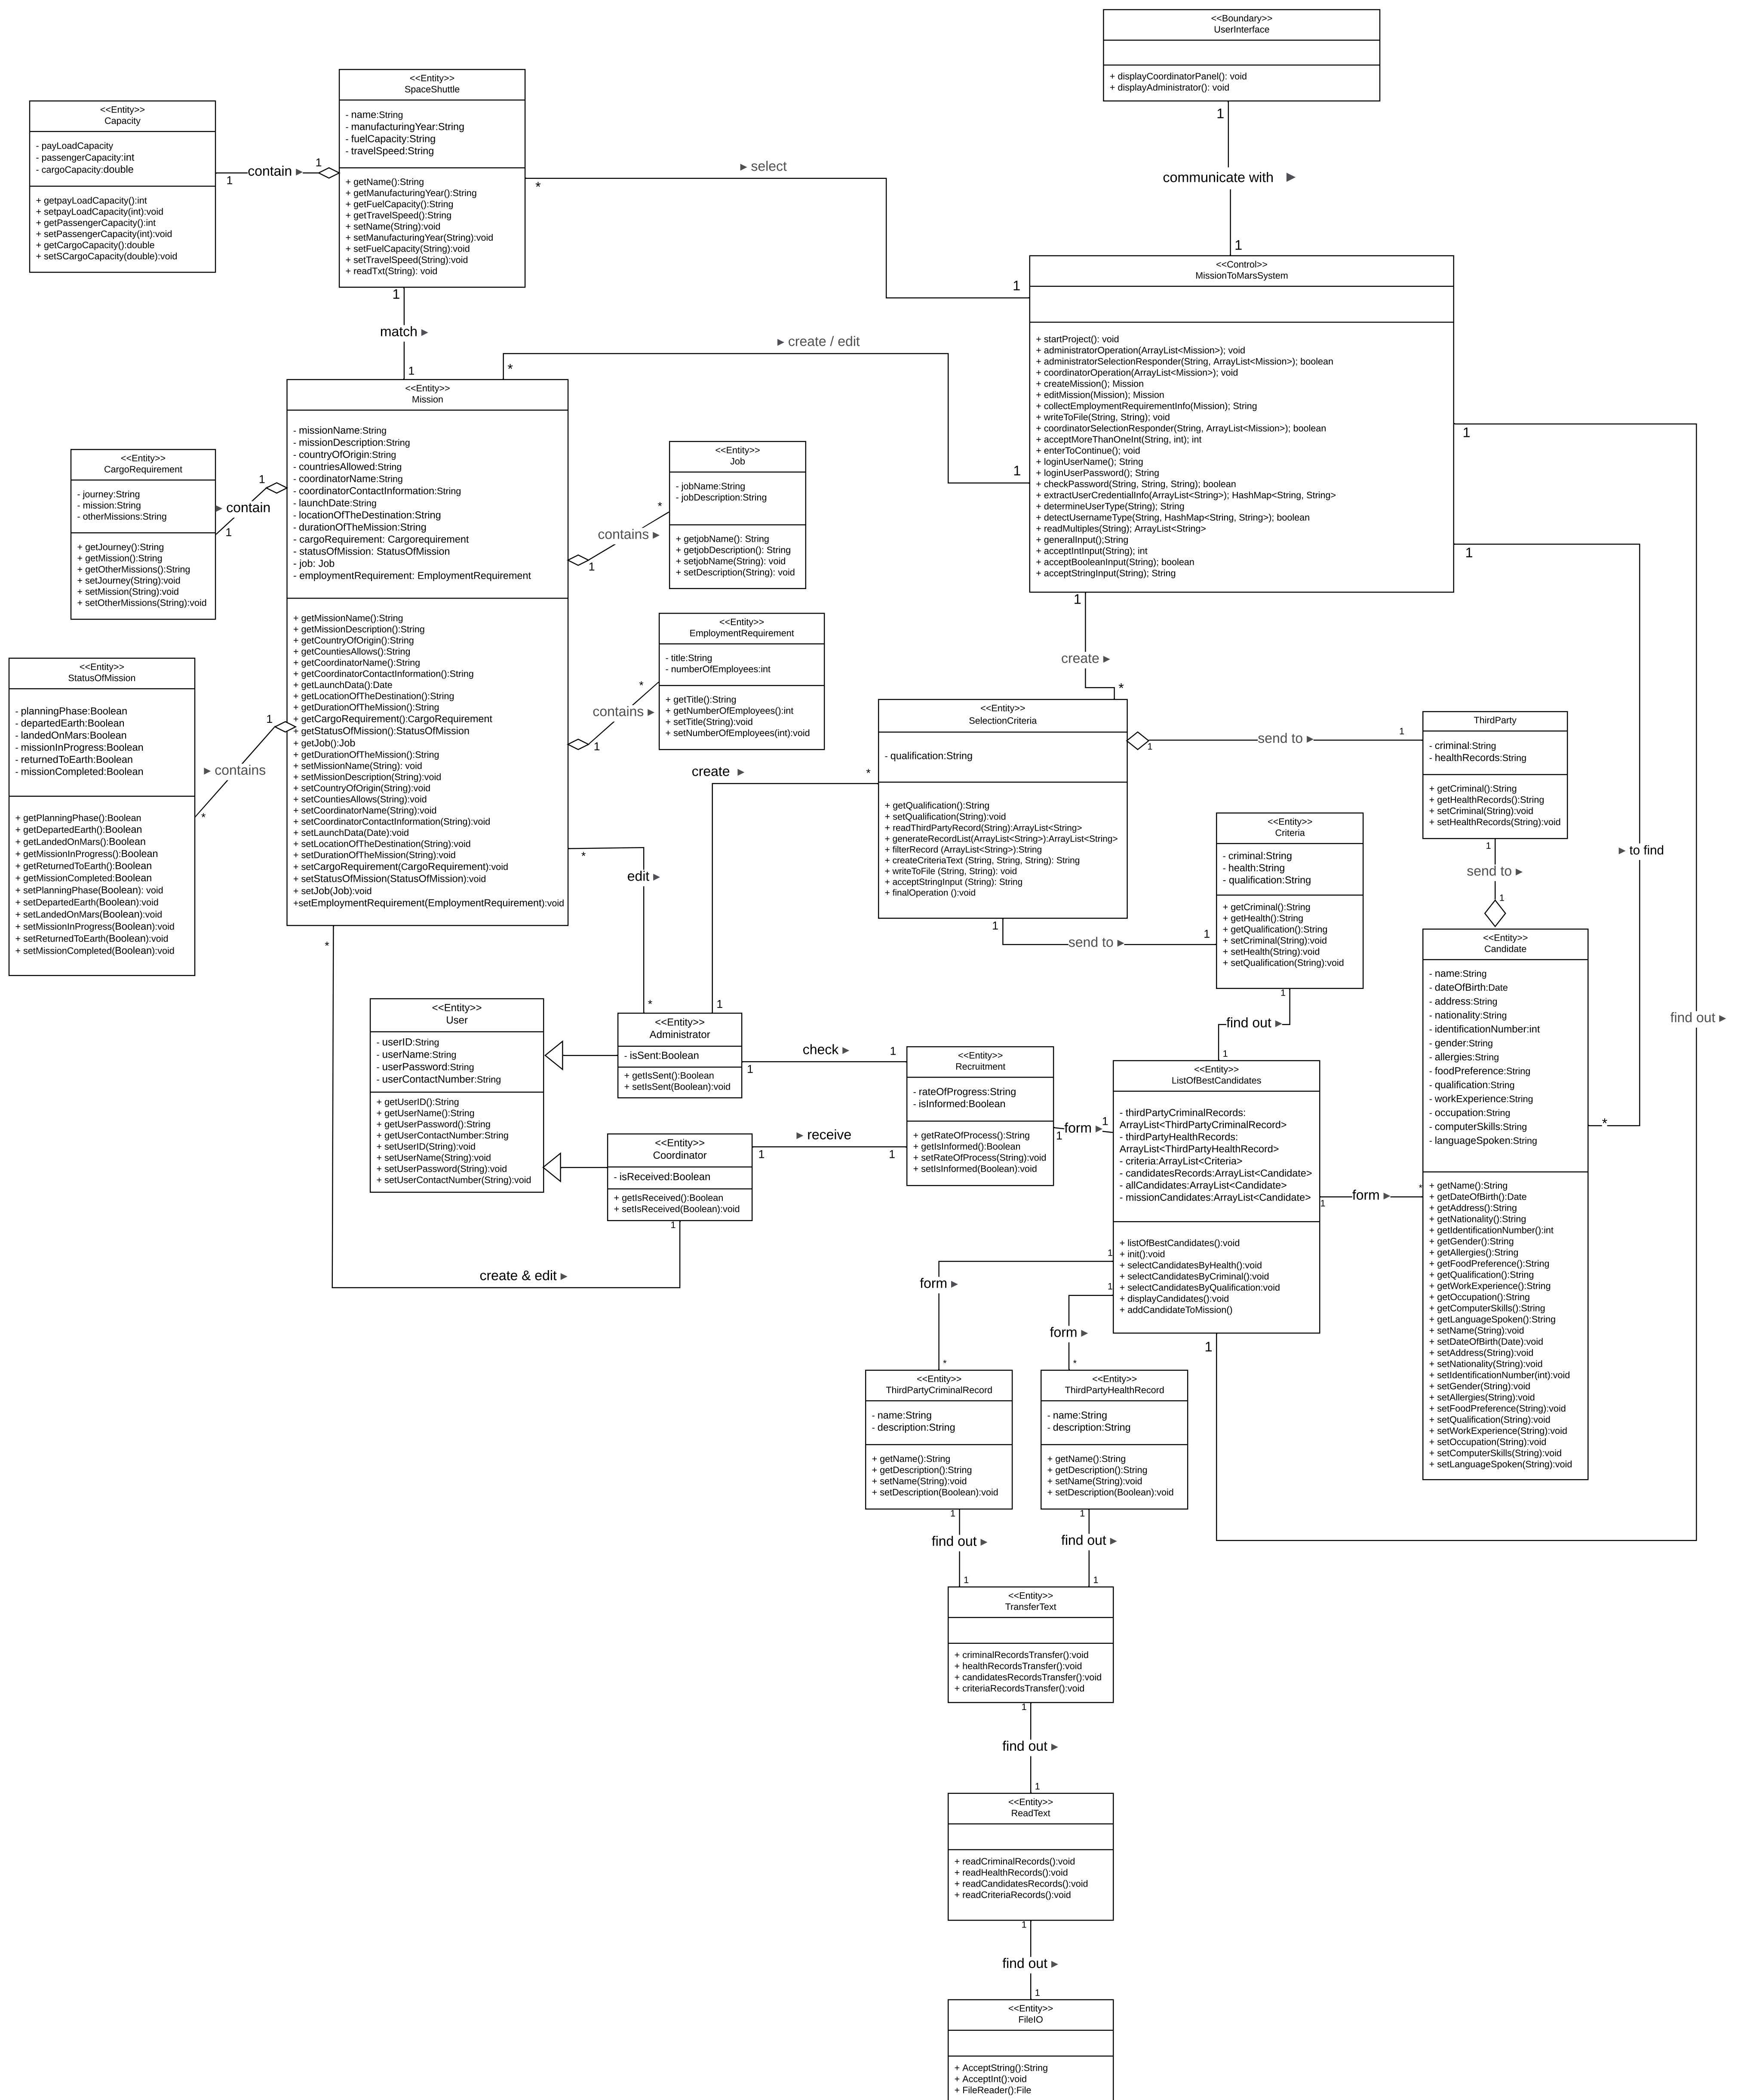 <<Boundary>>
UserInterface
+ displayCoordinatorPanel(): void
+ displayAdministrator(): void
1
communicate with ►
1
<<Entity>>
SpaceShuttle
- name:String
- manufacturingYear:String
- fuelCapacity:String
- travelSpeed:String
+ getName():String
+ getManufacturingYear():String
+ getFuelCapacity():String
+ getTravelSpeed():String
+ setName(String):void
+ setManufacturingYear(String):void
+ setFuelCapacity(String):void
+ setTravelSpeed(String):void
+ readTxt(String): void
<<Entity>>
Capacity
- payLoadCapacity
- passengerCapacity:int
- cargoCapacity:double
+ getpayLoadCapacity():int
+ setpayLoadCapacity(int):void
+ getPassengerCapacity():int
+ setPassengerCapacity(int):void
+ getCargoCapacity():double
+ setSCargoCapacity(double):void
1
contain ►
1
*
► select
1
1
match ►
1
*
► create / edit
1
<<Control>>
MissionToMarsSystem
+ startProject(): void
+ administratorOperation(ArrayList<Mission>); void
+ administratorSelectionResponder(String, ArrayList<Mission>); boolean
+ coordinatorOperation(ArrayList<Mission>); void
+ createMission(); Mission
+ editMission(Mission); Mission
+ collectEmploymentRequirementInfo(Mission); String
+ writeToFile(String, String); void
+ coordinatorSelectionResponder(String, ArrayList<Mission>); boolean
+ acceptMoreThanOneInt(String, int); int
+ enterToContinue(); void
+ loginUserName(); String
+ loginUserPassword(); String
+ checkPassword(String, String, String); boolean
+ extractUserCredentialInfo(ArrayList<String>); HashMap<String, String>
+ determineUserType(String); String
+ detectUsernameType(String, HashMap<String, String>); boolean
+ readMultiples(String); ArrayList<String>
+ generalInput();String
+ acceptIntInput(String); int
+ acceptBooleanInput(String); boolean
+ acceptStringInput(String); String
<<Entity>>
Mission
- missionName:String
- missionDescription:String
- countryOfOrigin:String
- countriesAllowed:String
- coordinatorName:String
- coordinatorContactInformation:String
- launchDate:String
- locationOfTheDestination:String
- durationOfTheMission:String
- cargoRequirement: Cargorequirement
- statusOfMission: StatusOfMission
- job: Job
- employmentRequirement: EmploymentRequirement
+ getMissionName():String
+ getMissionDescription():String
+ getCountryOfOrigin():String
+ getCountiesAllows():String
+ getCoordinatorName():String
+ getCoordinatorContactInformation():String
+ getLaunchData():Date
+ getLocationOfTheDestination():String
+ getDurationOfTheMission():String
+ getCargoRequirement():CargoRequirement
+ getStatusOfMission():StatusOfMission
+ getJob():Job
+ getDurationOfTheMission():String
+ setMissionName(String): void
+ setMissionDescription(String):void
+ setCountryOfOrigin(String):void
+ setCountiesAllows(String):void
+ setCoordinatorName(String):void
+ setCoordinatorContactInformation(String):void
+ setLaunchData(Date):void
+ setLocationOfTheDestination(String):void
+ setDurationOfTheMission(String):void
+ setCargoRequirement(CargoRequirement):void
+ setStatusOfMission(StatusOfMission):void
+ setJob(Job):void
+setEmploymentRequirement(EmploymentRequirement):void
<<Entity>>
CargoRequirement
- journey:String
- mission:String
- otherMissions:String
+ getJourney():String
+ getMission():String
+ getOtherMissions():String
+ setJourney(String):void
+ setMission(String):void
+ setOtherMissions(String):void
1
► contain
1
<<Entity>>
Job
- jobName:String
- jobDescription:String
+ getjobName(): String
+ getjobDescription(): String
+ setjobName(String): void
+ setDescription(String): void
*
contains ►
1
<<Entity>>
EmploymentRequirement
- title:String
- numberOfEmployees:int
+ getTitle():String
+ getNumberOfEmployees():int
+ setTitle(String):void
+ setNumberOfEmployees(int):void
*
contains ►
1
<<Entity>>
StatusOfMission
- planningPhase:Boolean
- departedEarth:Boolean
- landedOnMars:Boolean
- missionInProgress:Boolean
- returnedToEarth:Boolean
- missionCompleted:Boolean
+ getPlanningPhase():Boolean
+ getDepartedEarth():Boolean
+ getLandedOnMars():Boolean
+ getMissionInProgress():Boolean
+ getReturnedToEarth():Boolean
+ getMissionCompleted:Boolean
+ setPlanningPhase(Boolean): void
+ setDepartedEarth(Boolean):void
+ setLandedOnMars(Boolean):void
+ setMissionInProgress(Boolean):void
+ setReturnedToEarth(Boolean):void
+ setMissionCompleted(Boolean):void
1
► contains
*
1
create ►
*
<<Entity>>
SelectionCriteria
- qualification:String
+ getQualification():String
+ setQualification(String):void
+ readThirdPartyRecord(String):ArrayList<String>
+ generateRecordList(ArrayList<String>):ArrayList<String>
+ filterRecord (ArrayList<String>):String
+ createCriteriaText (String, String, String): String
+ writeToFile (String, String): void
+ acceptStringInput (String): String
+ finalOperation ():void
1
send to ►
1
ThirdParty
- criminal:String
- healthRecords:String
+ getCriminal():String
+ getHealthRecords():String
+ setCriminal(String):void
+ setHealthRecords(String):void
1
send to ►
1
<<Entity>>
Criteria
- criminal:String
- health:String
- qualification:String
+ getCriminal():String
+ getHealth():String
+ getQualification():String
+ setCriminal(String):void
+ setHealth(String):void
+ setQualification(String):void
1
send to ►
1
1
find out ►
1
1
► to find
*
1
find out ►
1
<<Entity>>
Candidate
- name:String
- dateOfBirth:Date
- address:String
- nationality:String
- identificationNumber:int
- gender:String
- allergies:String
- foodPreference:String
- qualification:String
- workExperience:String
- occupation:String
- computerSkills:String
- languageSpoken:String
+ getName():String
+ getDateOfBirth():Date
+ getAddress():String
+ getNationality():String
+ getIdentificationNumber():int
+ getGender():String
+ getAllergies():String
+ getFoodPreference():String
+ getQualification():String
+ getWorkExperience():String
+ getOccupation():String
+ getComputerSkills():String
+ getLanguageSpoken():String
+ setName(String):void
+ setDateOfBirth(Date):void
+ setAddress(String):void
+ setNationality(String):void
+ setIdentificationNumber(int):void
+ setGender(String):void
+ setAllergies(String):void
+ setFoodPreference(String):void
+ setQualification(String):void
+ setWorkExperience(String):void
+ setOccupation(String):void
+ setComputerSkills(String):void
+ setLanguageSpoken(String):void
create ►
*
1
*
edit ►
*
<<Entity>>
User
- userID:String
- userName:String
- userPassword:String
- userContactNumber:String
+ getUserID():String
+ getUserName():String
+ getUserPassword():String
+ getUserContactNumber:String
+ setUserID(String):void
+ setUserName(String):void
+ setUserPassword(String):void
+ setUserContactNumber(String):void
<<Entity>>
Administrator
- isSent:Boolean
+ getIsSent():Boolean
+ setIsSent(Boolean):void
1
check ►
1
<<Entity>>
Coordinator
- isReceived:Boolean
+ getIsReceived():Boolean
+ setIsReceived(Boolean):void
1
► receive
1
*
create & edit ►
1
<<Entity>>
Recruitment
- rateOfProgress:String
- isInformed:Boolean
+ getRateOfProcess():String
+ getIsInformed():Boolean
+ setRateOfProcess(String):void
+ setIsInformed(Boolean):void
1
form ►
1
<<Entity>>
ListOfBestCandidates
- thirdPartyCriminalRecords:
ArrayList<ThirdPartyCriminalRecord>
- thirdPartyHealthRecords:
ArrayList<ThirdPartyHealthRecord>
- criteria:ArrayList<Criteria>
- candidatesRecords:ArrayList<Candidate>
- allCandidates:ArrayList<Candidate>
- missionCandidates:ArrayList<Candidate>
+ listOfBestCandidates():void
+ init():void
+ selectCandidatesByHealth():void
+ selectCandidatesByCriminal():void
+ selectCandidatesByQualification:void
+ displayCandidates():void
+ addCandidateToMission()
1
form ►
*
1
form ►
*
1
form ►
*
<<Entity>>
ThirdPartyCriminalRecord
- name:String
- description:String
+ getName():String
+ getDescription():String
+ setName(String):void
+ setDescription(Boolean):void
<<Entity>>
ThirdPartyHealthRecord
- name:String
- description:String
+ getName():String
+ getDescription():String
+ setName(String):void
+ setDescription(Boolean):void
1
find out ►
1
1
find out ►
1
<<Entity>>
TransferText
+ criminalRecordsTransfer():void
+ healthRecordsTransfer():void
+ candidatesRecordsTransfer():void
+ criteriaRecordsTransfer():void
1
find out ►
1
<<Entity>>
ReadText
+ readCriminalRecords():void
+ readHealthRecords():void
+ readCandidatesRecords():void
+ readCriteriaRecords():void
1
find out ►
1
<<Entity>>
FileIO
+ AcceptString():String
+ AcceptInt():void
+ FileReader():File